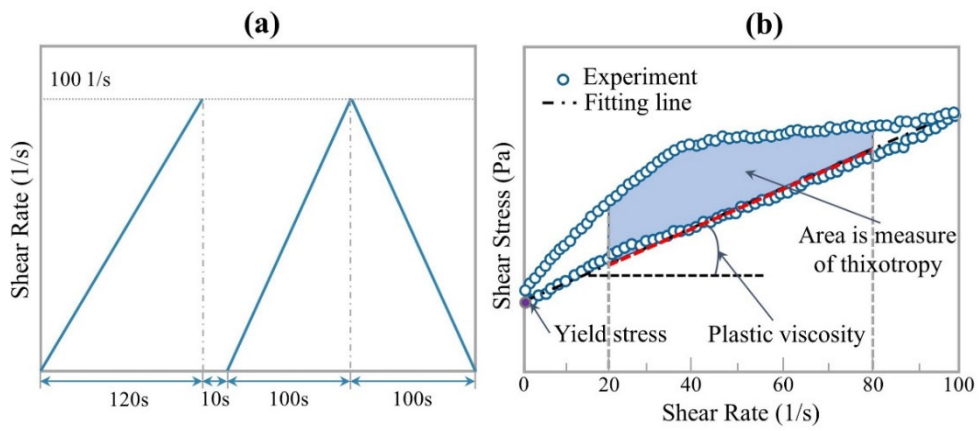 (a)
100 1/s
Shear Rate (1/s)
120s
10s
100s
100s
(b)
Experiment
Fitting line
Shear Stress (Pa)
Area is measure
of thixotropy
Yield stress
Plastic viscosity
0
20
40
60
80
100
Shear Rate (1/s)